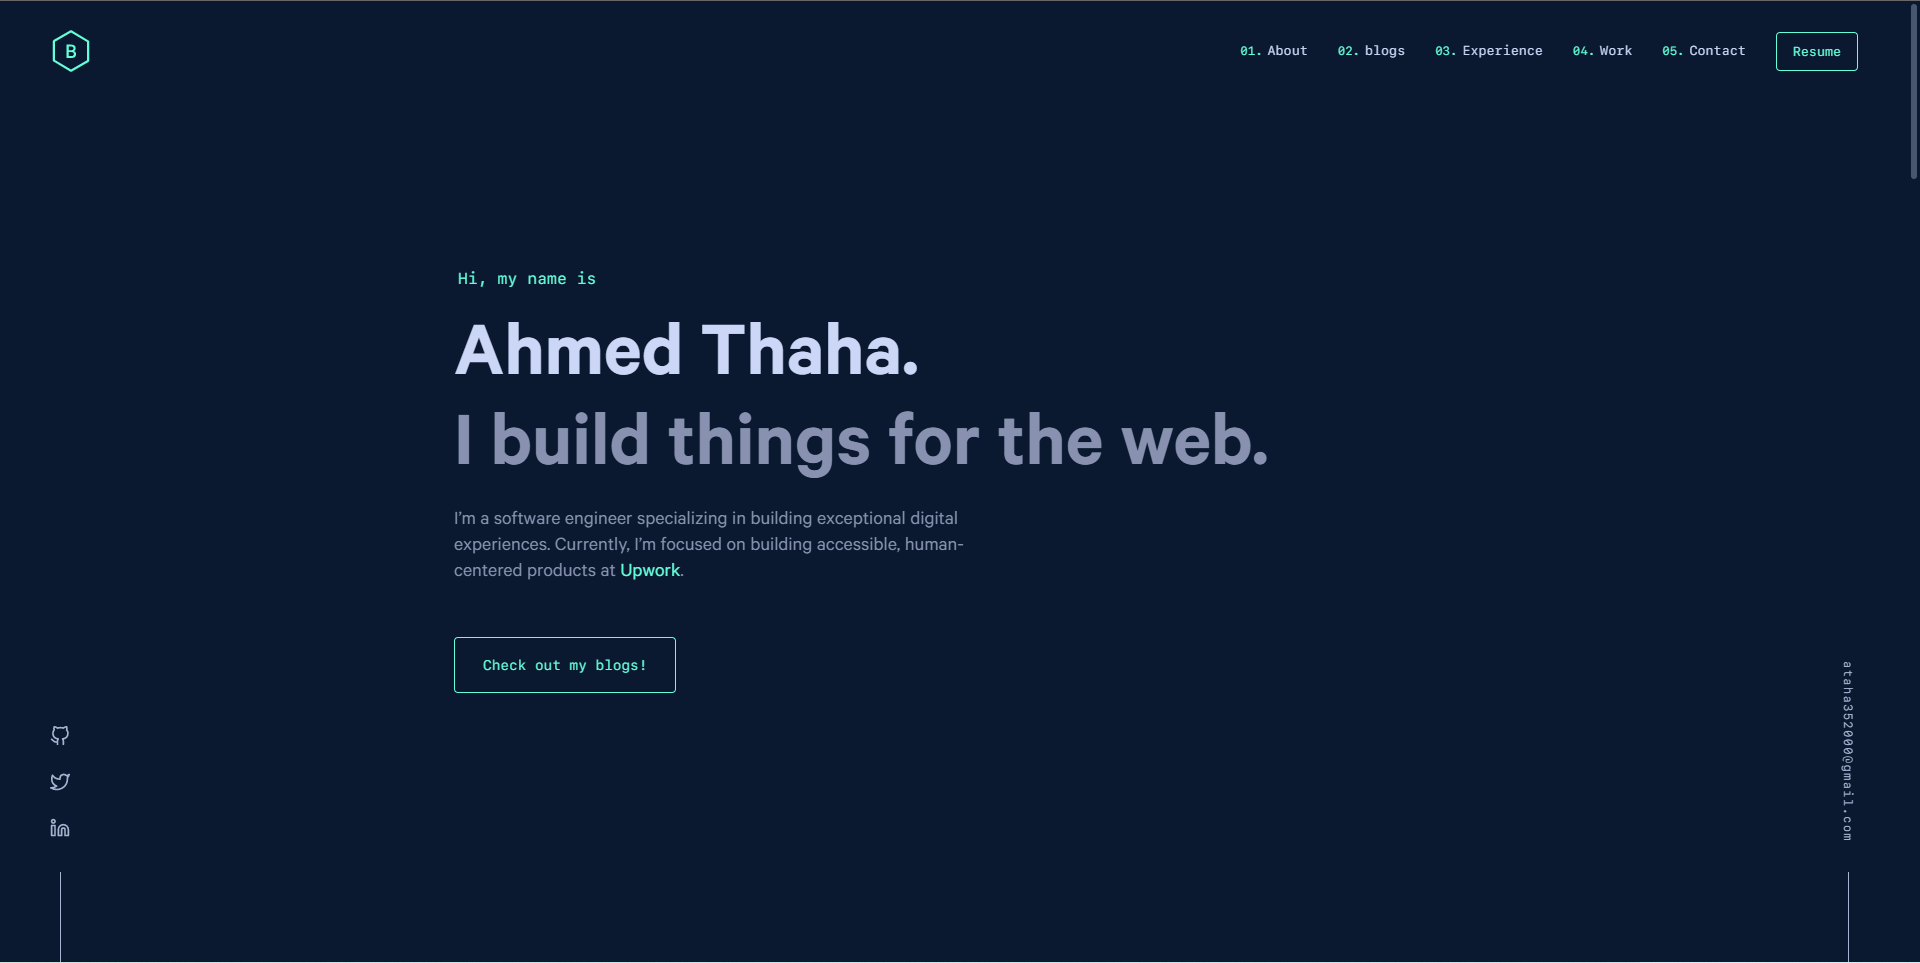 B
01. About 02. blogs 03. Experience 04. Work 05. Contact Resume
Hi, my name is
Ahmed Thaha.
I build things for the web.
I'm a software engineer specializing in building exceptional digital
experiences. Currently, I'm focused on building accessible, human-
centered products at Upwork.
Check out my blogs!
ataha352000@gmail.com